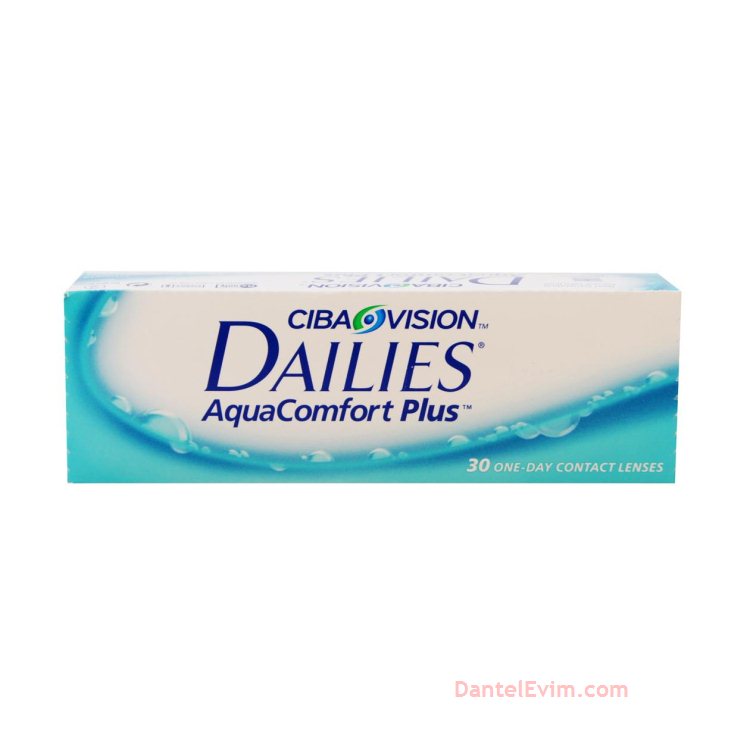 CIBA VISION™
DAILIES®
AquaComfort Plus™
30 ONE-DAY CONTACT LENSES
DantelEvim.com